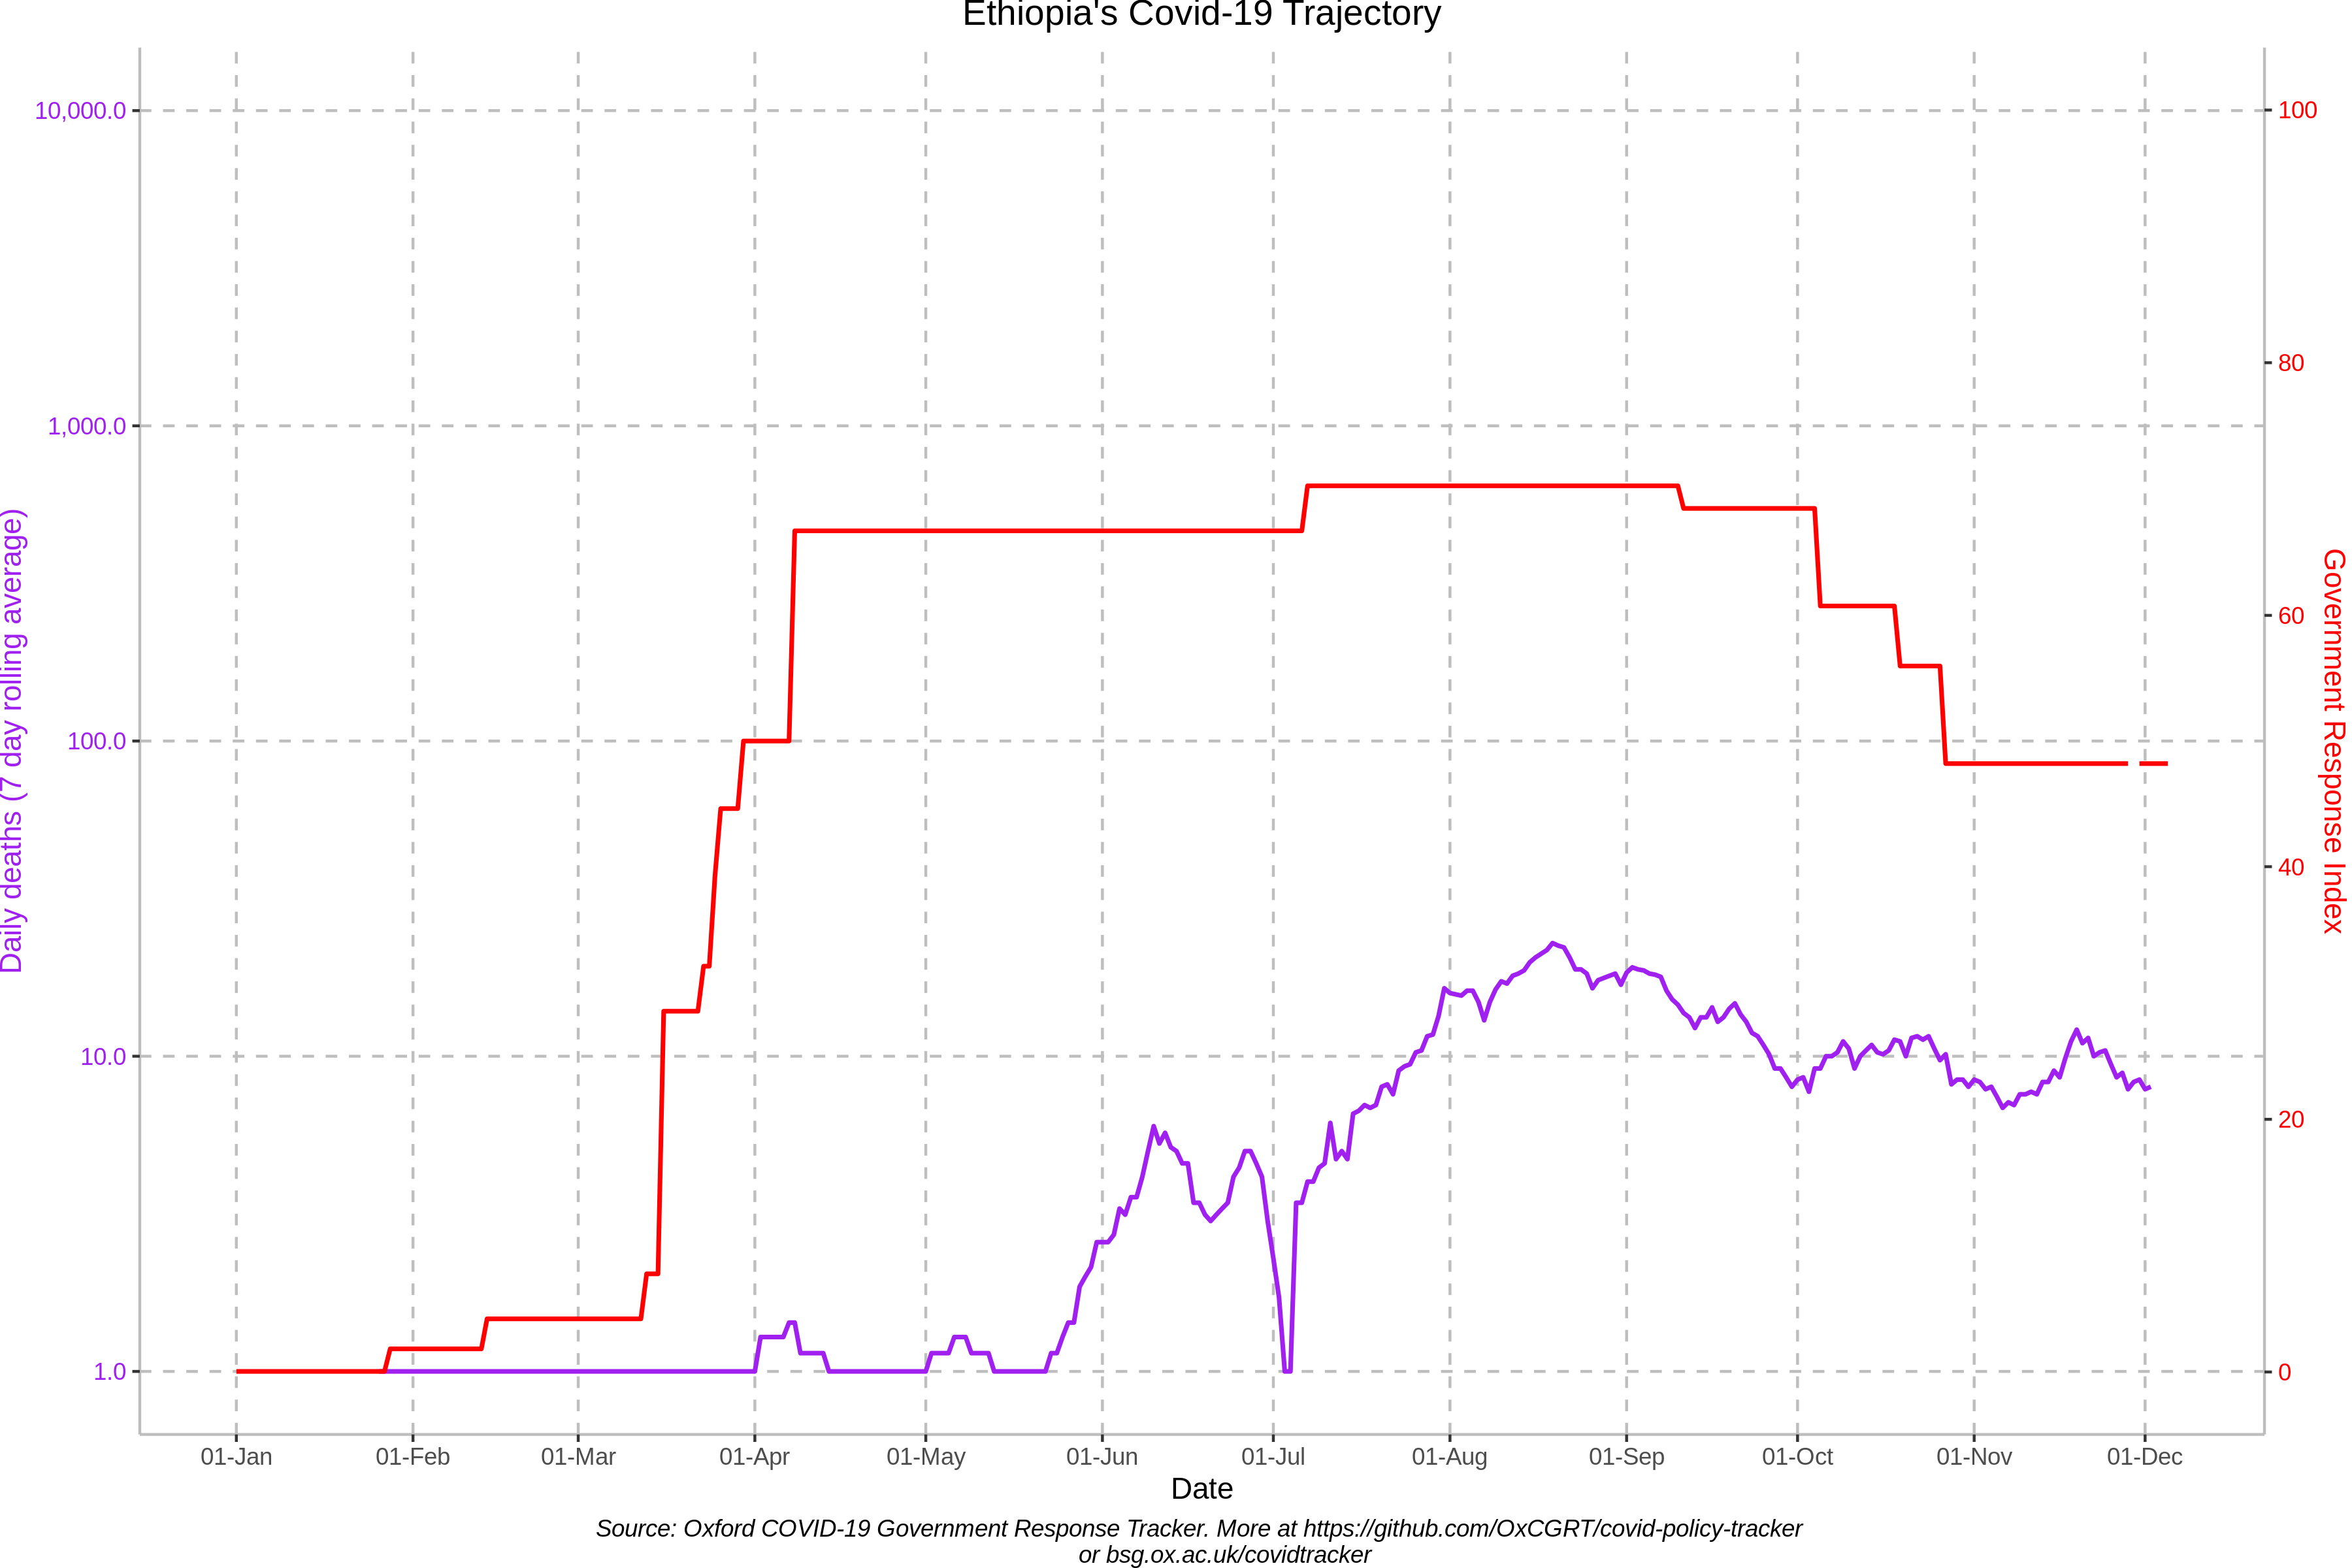 Ethiopia's Covid-19 Trajectory
10,000.0
1,000.0
100.0
10.0
1.0
Daily deaths (7 day rolling average)
100
80
60
40
20
0
Government Response Index
01-Jan 01-Feb 01-Mar 01-Apr 01-May 01-Jun 01-Jul 01-Aug 01-Sep 01-Oct 01-Nov 01-Dec
Date
Source: Oxford COVID-19 Government Response Tracker. More at https://github.com/OxCGRT/covid-policy-tracker
or bsg.ox.ac.uk/covidtracker